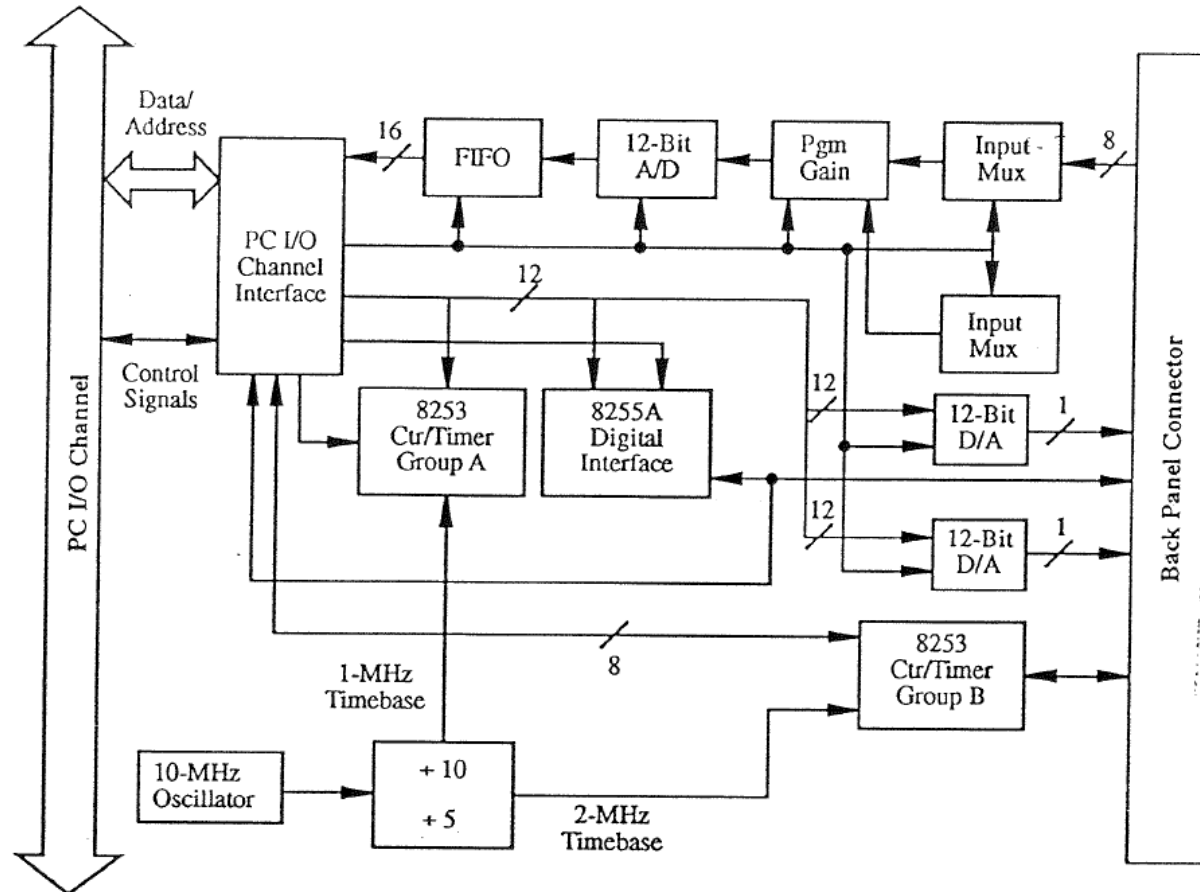 Data/
Address
16
FIFO
12-Bit
A/D
Pgm
Gain
Input -
Mux
8
PC I/O
Channel
Interface
12
Input
Mux
Control
Signals
8253
Ctr/Timer
Group A
8255A
Digital
Interface
12
12-Bit
D/A
1
12
12-Bit
D/A
1
PC I/O Channel
Back Panel Connector
8
8253
Ctr/Timer
Group B
1-MHz
Timebase
10-MHz
Oscillator
+ 10
+ 5
2-MHz
Timebase